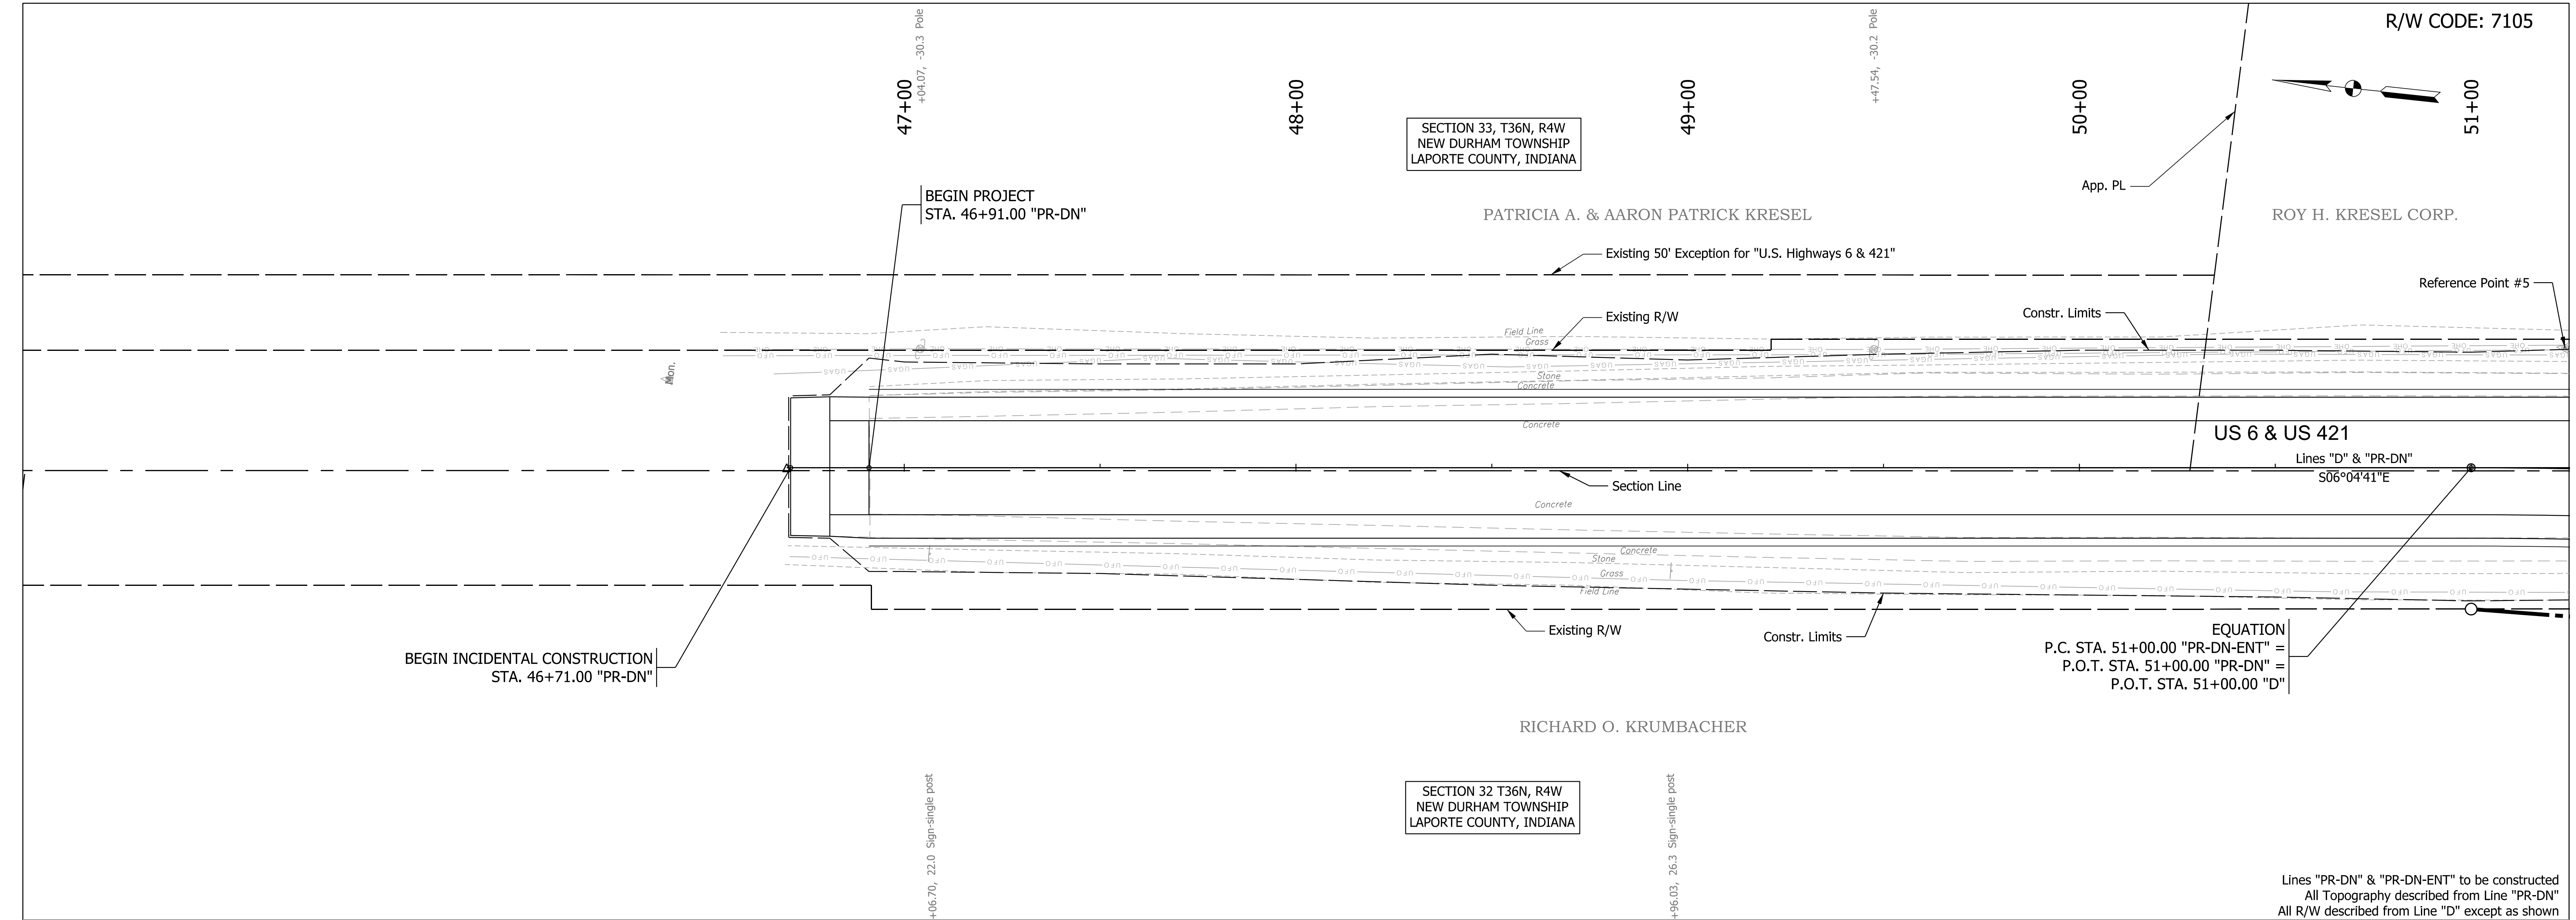 R/W CODE: 7105
+04.07, -30.3 Pole
+47.54, -30.2 Pole
47+00
48+00
49+00
50+00
51+00
SECTION 33, T36N, R4W
NEW DURHAM TOWNSHIP
LAPORTE COUNTY, INDIANA
App. PL
BEGIN PROJECT
STA. 46+91.00 "PR-DN"
PATRICIA A. & AARON PATRICK KRESEL
ROY H. KRESEL CORP.
Existing 50' Exception for "U.S. Highways 6 & 421"
Reference Point #5
Existing R/W
Constr. Limits
Field Line
Grass
Mon.
Stone
Concrete
Concrete
US 6 & US 421
Lines "D" & "PR-DN"
S06°04'41"E
Section Line
Concrete
Concrete
Stone
Grass
Field Line
Existing R/W
Constr. Limits
EQUATION
P.C. STA. 51+00.00 "PR-DN-ENT" =
P.O.T. STA. 51+00.00 "PR-DN" =
P.O.T. STA. 51+00.00 "D"
BEGIN INCIDENTAL CONSTRUCTION
STA. 46+71.00 "PR-DN"
RICHARD O. KRUMBACHER
+06.70, 22.0 Sign-single post
+96.03, 26.3 Sign-single post
SECTION 32 T36N, R4W
NEW DURHAM TOWNSHIP
LAPORTE COUNTY, INDIANA
Lines "PR-DN" & "PR-DN-ENT" to be constructed
All Topography described from Line "PR-DN"
All R/W described from Line "D" except as shown